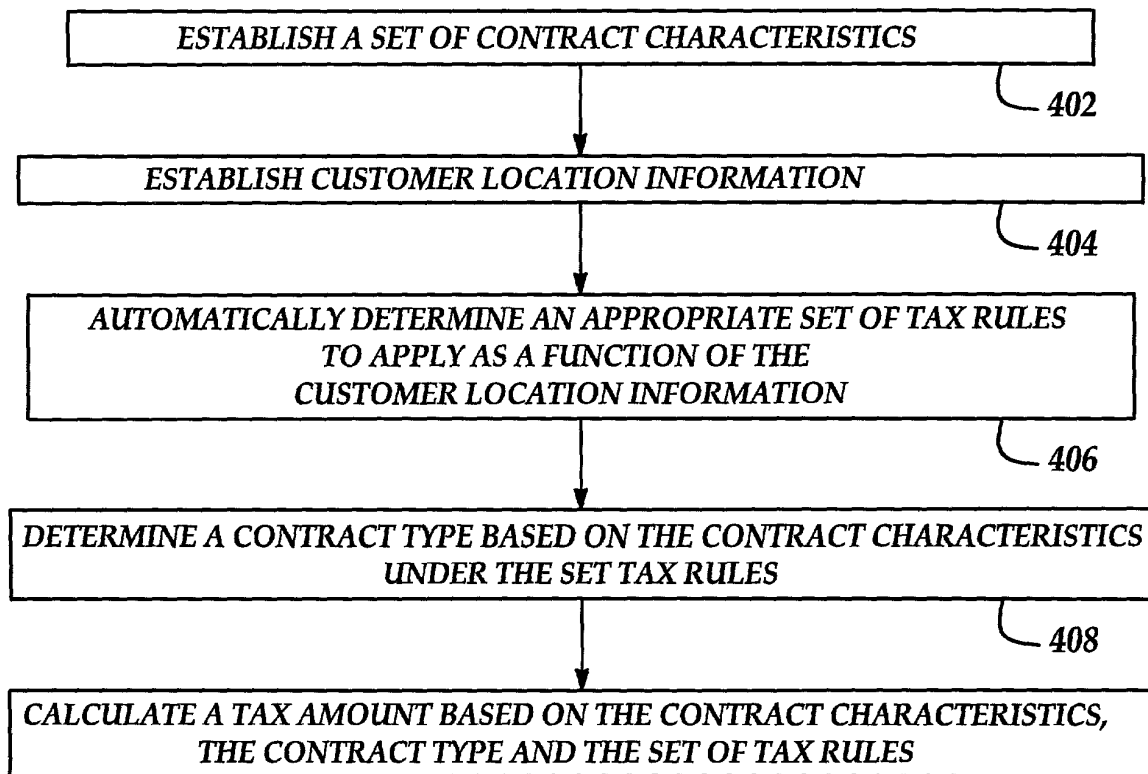 ESTABLISH A SET OF CONTRACT CHARACTERISTICS
402
ESTABLISH CUSTOMER LOCATION INFORMATION
404
AUTOMATICALLY DETERMINE AN APPROPRIATE SET OF TAX RULES
TO APPLY AS A FUNCTION OF THE
CUSTOMER LOCATION INFORMATION
406
DETERMINE A CONTRACT TYPE BASED ON THE CONTRACT CHARACTERISTICS
UNDER THE SET TAX RULES
408
CALCULATE A TAX AMOUNT BASED ON THE CONTRACT CHARACTERISTICS,
THE CONTRACT TYPE AND THE SET OF TAX RULES